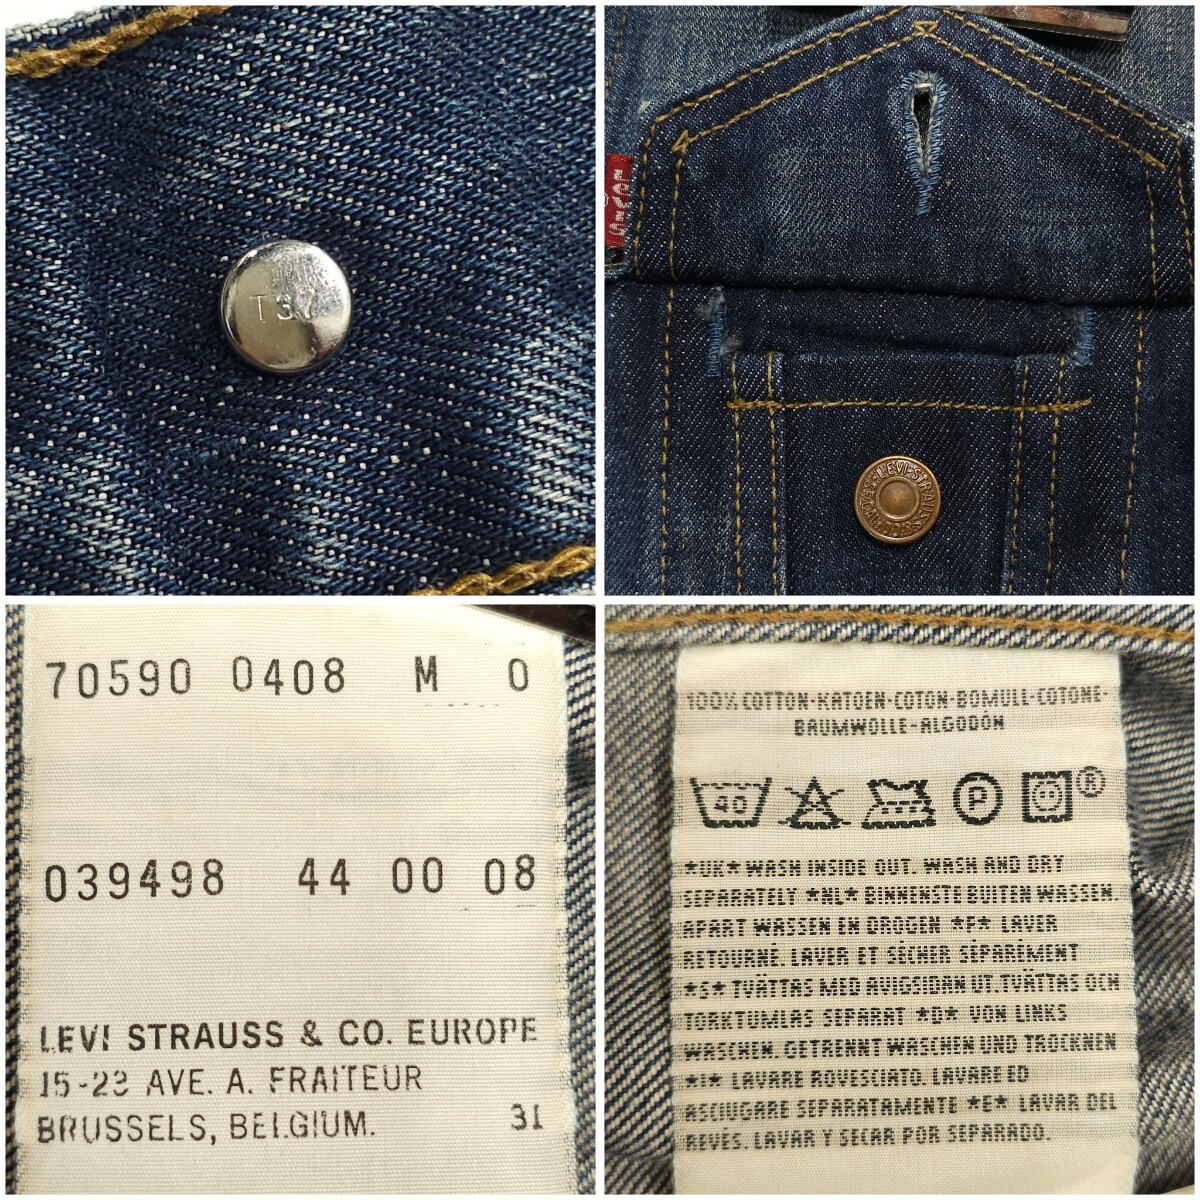 T37
Levi's
LEVI STRAUSS
70590 0408 M 0
039498 44 00 08
LEVI STRAUSS & CO. EUROPE
15-23 AVE. A. FRAITEUR
BRUSSELS, BELGIUM. 31
100% COTTON-KATOEN-COTON-BOMULL-COTONE-
BAUMWOLLE-ALGODÓN
40 P ®
*UK* WASH INSIDE OUT. WASH AND DRY
SEPARATELY *NL* BINNENSTE BUITEN WASSEN.
APART WASSEN EN DROGEN *F* LAVER
RETOURNÉ. LAVER ET SÉCHER SÉPARÉMENT
*S* TVÄTTAS MED AVIGSIDAN UT. TVÄTTAS OCH
TORKTUMLAS SEPARAT *D* VON LINKS
WASCHEN. GETRENNT WASCHEN UND TROCKNEN
*I* LAVARE ROVESCIATO. LAVARE ED
ASCIUGARE SEPARATAMENTE *E* LAVAR DEL
REVÉS. LAVAR Y SECAR POR SEPARADO.